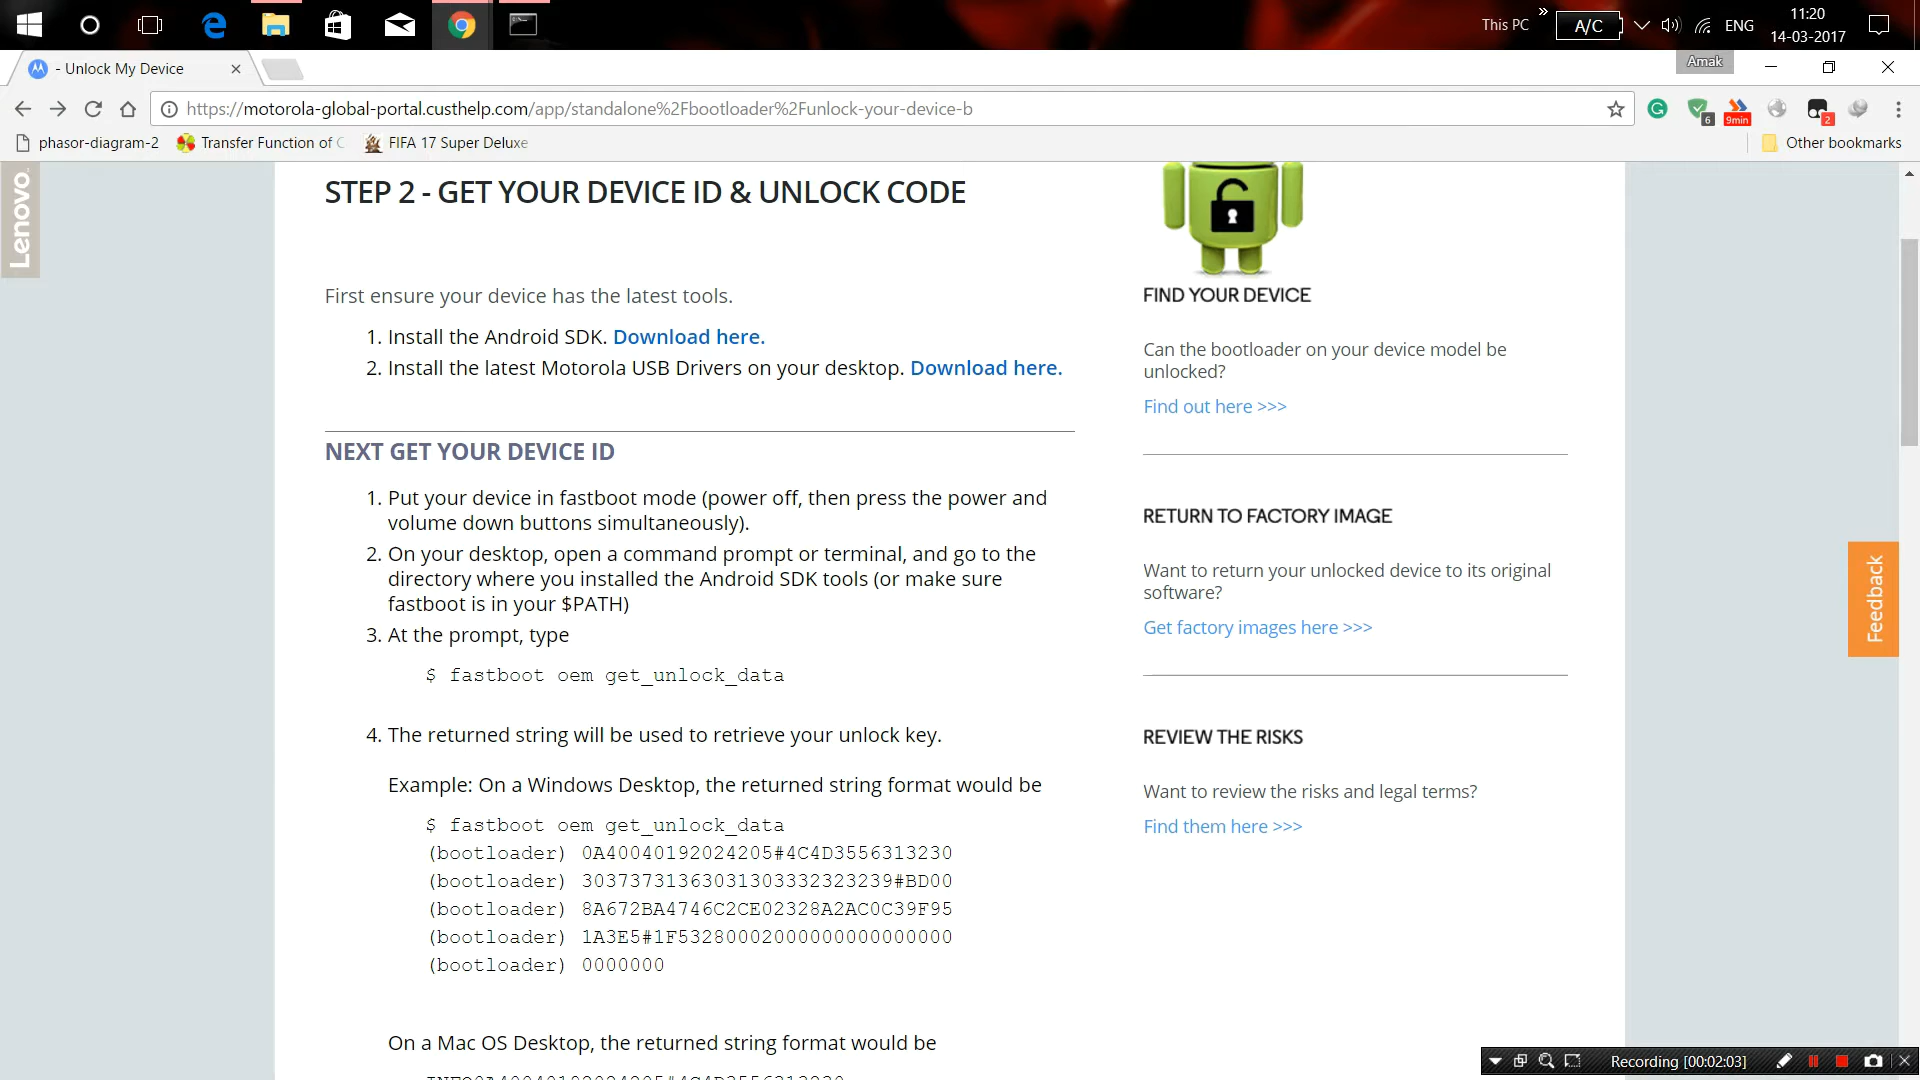 This PC
A/C
ENG
11:20
14-03-2017
- Unlock My Device
Amak
https://motorola-global-portal.custhelp.com/app/standalone%2Fbootloader%2Funlock-your-device-b
6
9min
2
phasor-diagram-2
Transfer Function of C
FIFA 17 Super Deluxe
Other bookmarks
Lenovo
STEP 2 - GET YOUR DEVICE ID & UNLOCK CODE
First ensure your device has the latest tools.
1. Install the Android SDK. Download here.
2. Install the latest Motorola USB Drivers on your desktop. Download here.
NEXT GET YOUR DEVICE ID
1. Put your device in fastboot mode (power off, then press the power and
volume down buttons simultaneously).
2. On your desktop, open a command prompt or terminal, and go to the
directory where you installed the Android SDK tools (or make sure
fastboot is in your $PATH)
3. At the prompt, type
$ fastboot oem get_unlock_data
4. The returned string will be used to retrieve your unlock key.
Example: On a Windows Desktop, the returned string format would be
$ fastboot oem get_unlock_data
(bootloader) 0A40040192024205#4C4D3556313230
(bootloader) 30373731363031303332323239#BD00
(bootloader) 8A672BA4746C2CE02328A2AC0C39F95
(bootloader) 1A3E5#1F53280002000000000000000
(bootloader) 0000000
On a Mac OS Desktop, the returned string format would be
INFO0A40040192024205#4C4D3556313230
FIND YOUR DEVICE
Can the bootloader on your device model be
unlocked?
Find out here >>>
RETURN TO FACTORY IMAGE
Want to return your unlocked device to its original
software?
Get factory images here >>>
REVIEW THE RISKS
Want to review the risks and legal terms?
Find them here >>>
Feedback
Recording [00:02:03]